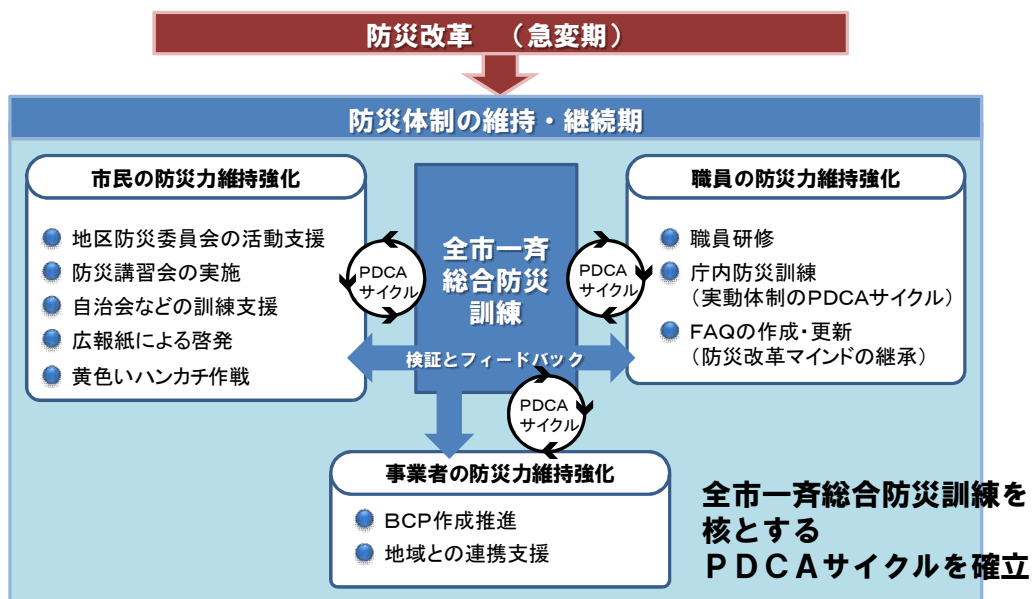 防災改革　（急変期）
防災体制の維持・継続期
市民の防災力維持強化
地区防災委員会の活動支援
防災講習会の実施
自治会などの訓練支援
広報紙による啓発
黄色いハンカチ作戦
PDCA
サイクル
全市一斉
総合防災
訓練
PDCA
サイクル
職員の防災力維持強化
職員研修
庁内防災訓練
（実動体制のPDCAサイクル）
FAQの作成・更新
（防災改革マインドの継承）
検証とフィードバック
PDCA
サイクル
事業者の防災力維持強化
BCP作成推進
地域との連携支援
全市一斉総合防災訓練を
核とする
ＰＤＣＡサイクルを確立